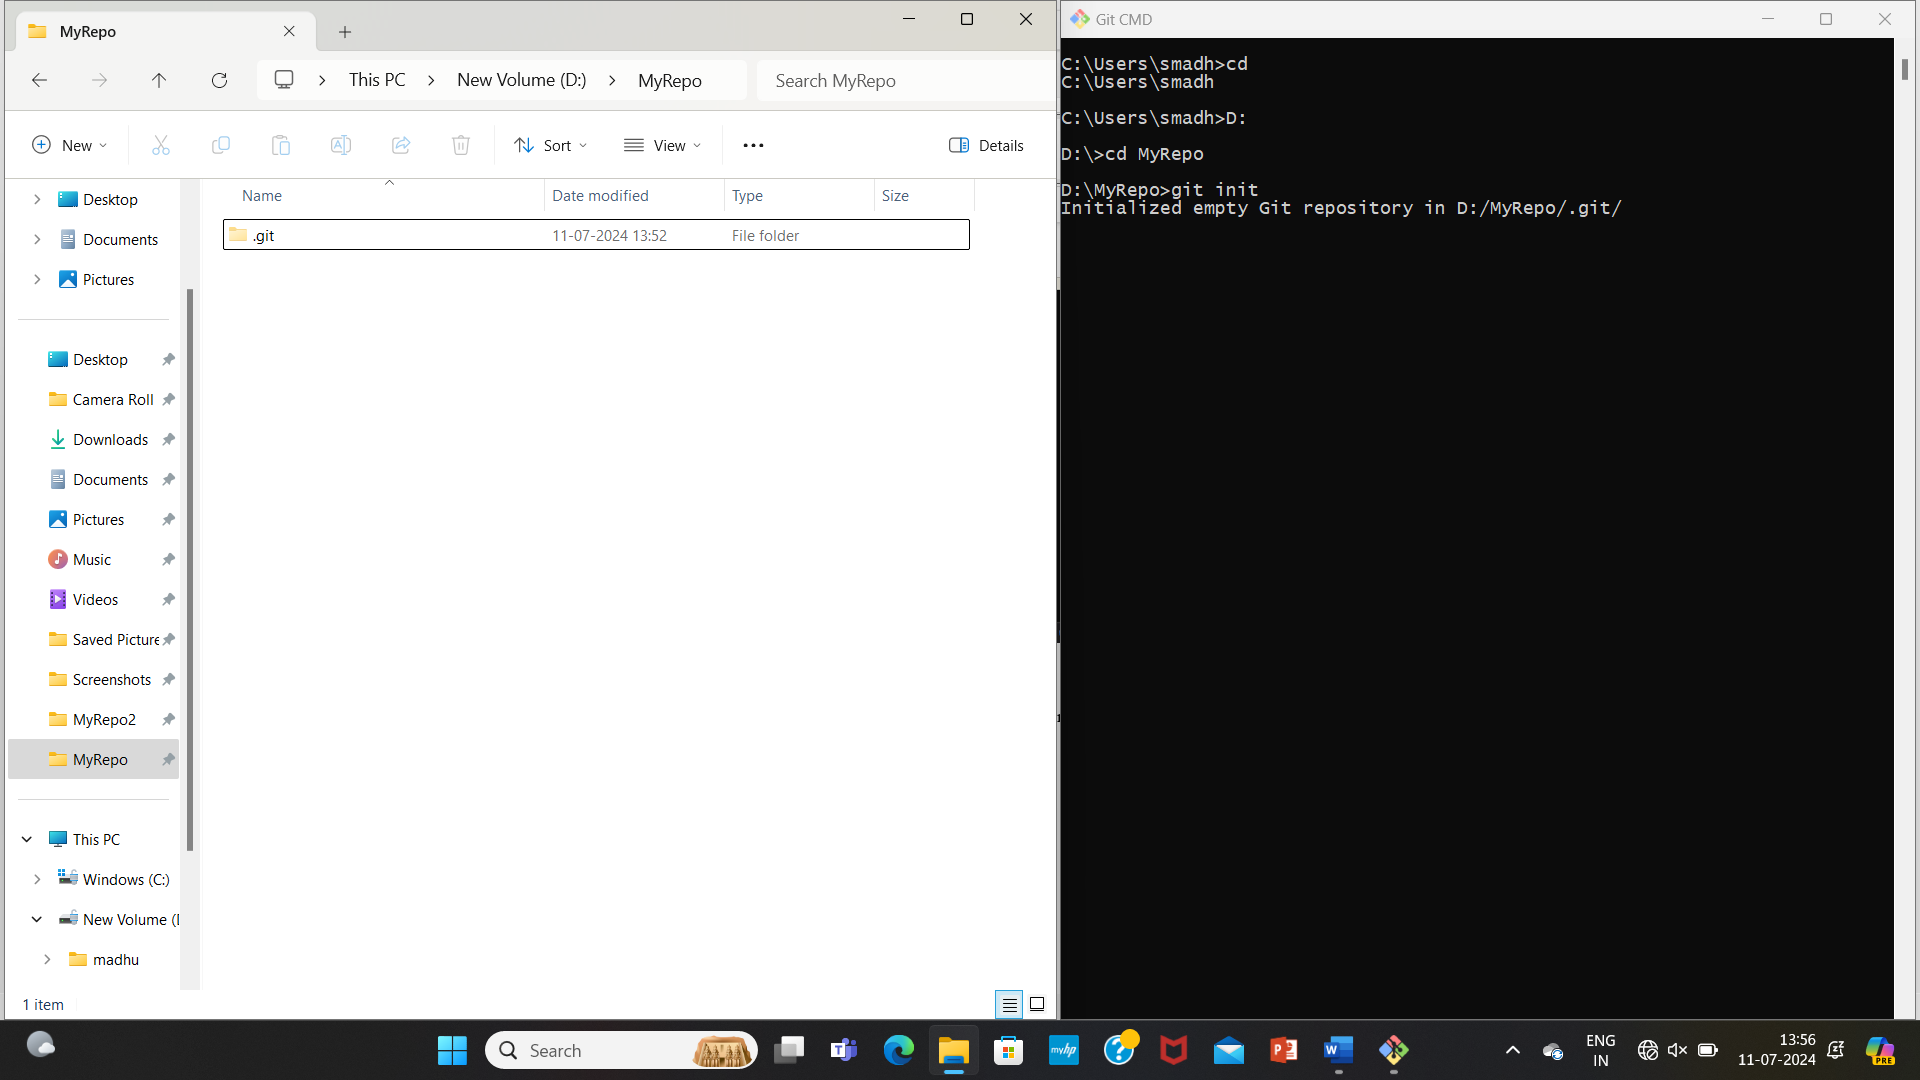 MyRepo
This PC
New Volume (D:)
MyRepo
Search MyRepo
New
Sort
View
Details
Name
Date modified
Type
Size
.git
11-07-2024 13:52
File folder
Desktop
Documents
Pictures
Desktop
Camera Roll
Downloads
Documents
Pictures
Music
Videos
Saved Picture
Screenshots
MyRepo2
MyRepo
This PC
Windows (C:)
New Volume (
madhu
1 item
Git CMD
C:\Users\smadh>cd
C:\Users\smadh
C:\Users\smadh>D:
D:\>cd MyRepo
D:\MyRepo>git init
Initialized empty Git repository in D:/MyRepo/.git/
Search
myhp
ENG
IN
13:56
11-07-2024
PRE